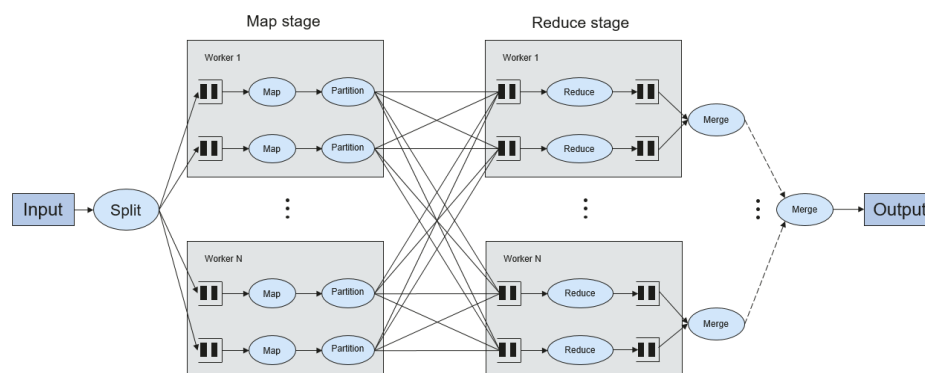 Map stage
Reduce stage
Worker 1
Worker 1
Map
Partition
Reduce
Merge
Map
Partition
Reduce
Input
Split
Merge
Output
Worker N
Worker N
Map
Partition
Reduce
Merge
Map
Partition
Reduce